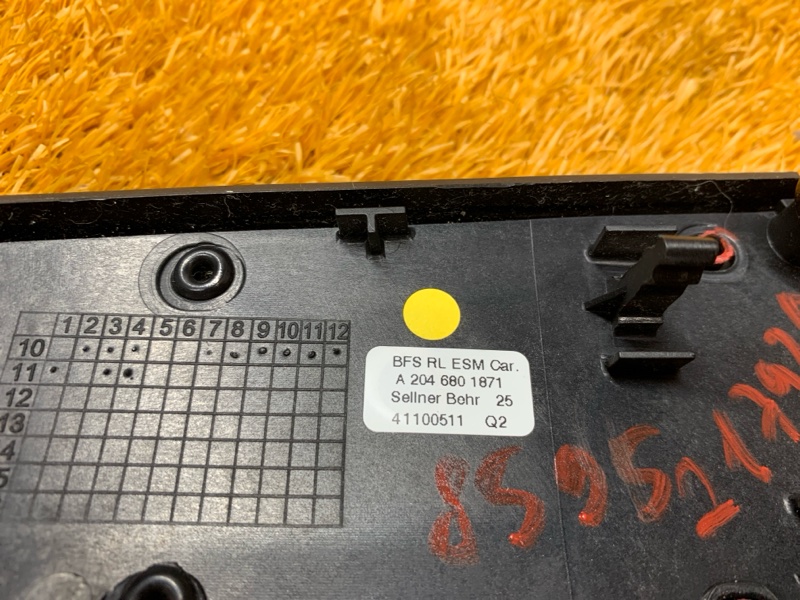 1 2 3 4 5 6 7 8 9 10 11 12
10
11
12
13
BFS RL ESM Car.
A 204 680 1871
Sellner Behr 25
41100511 Q2